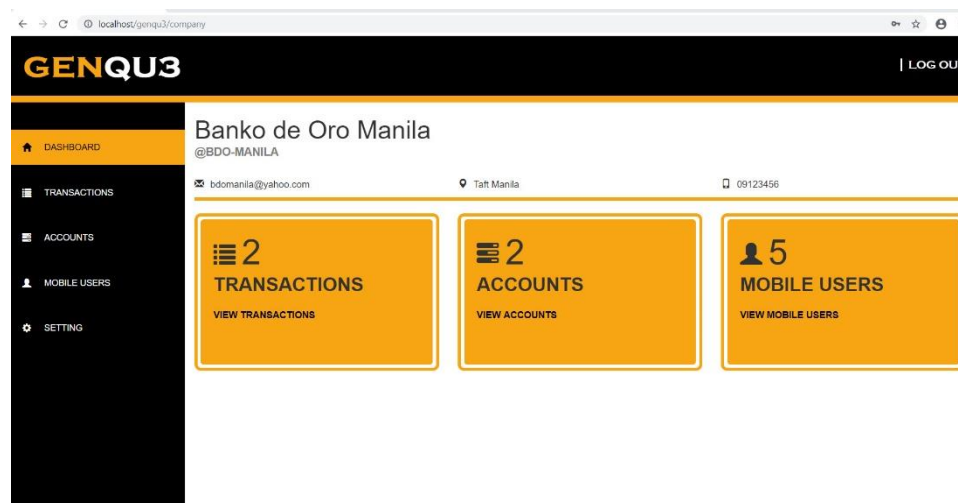 localhost/genqu3/company
GENQU3
| LOG OU
DASHBOARD
TRANSACTIONS
ACCOUNTS
MOBILE USERS
SETTING
Banko de Oro Manila
@BDO-MANILA
bdomanila@yahoo.com
Taft Manila
09123456
2
TRANSACTIONS
VIEW TRANSACTIONS
2
ACCOUNTS
VIEW ACCOUNTS
5
MOBILE USERS
VIEW MOBILE USERS